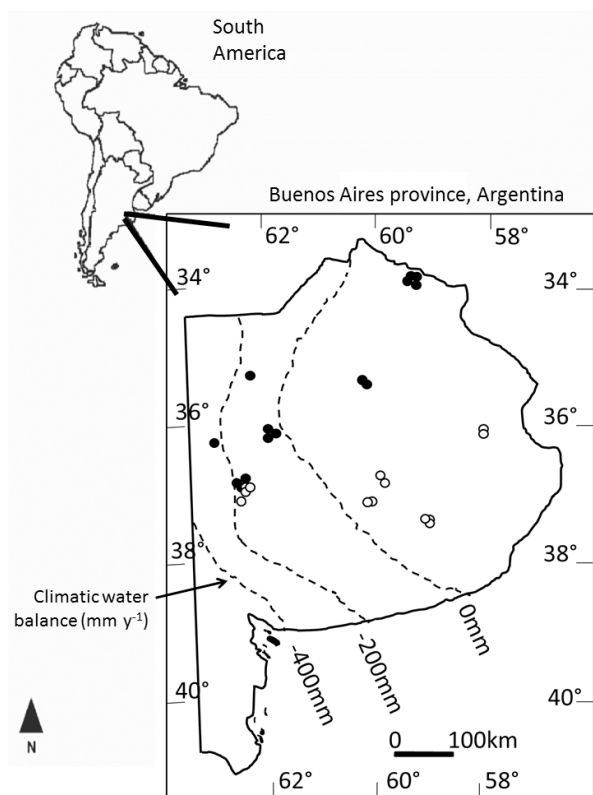 South
America
Buenos Aires province, Argentina
62° 60° 58°
34° 34°
36° 36°
38° 38°
Climatic water
balance (mm y-1)
0mm
-200mm
-400mm
40° 40°
N
0 100km
62° 60° 58°